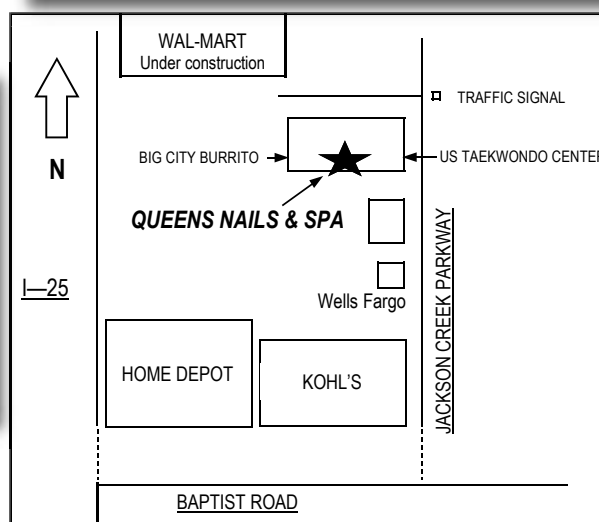 WAL-MART
Under construction
TRAFFIC SIGNAL
N
BIG CITY BURRITO
US TAEKWONDO CENTER
QUEENS NAILS & SPA
I—25
Wells Fargo
JACKSON CREEK PARKWAY
HOME DEPOT
KOHL'S
BAPTIST ROAD